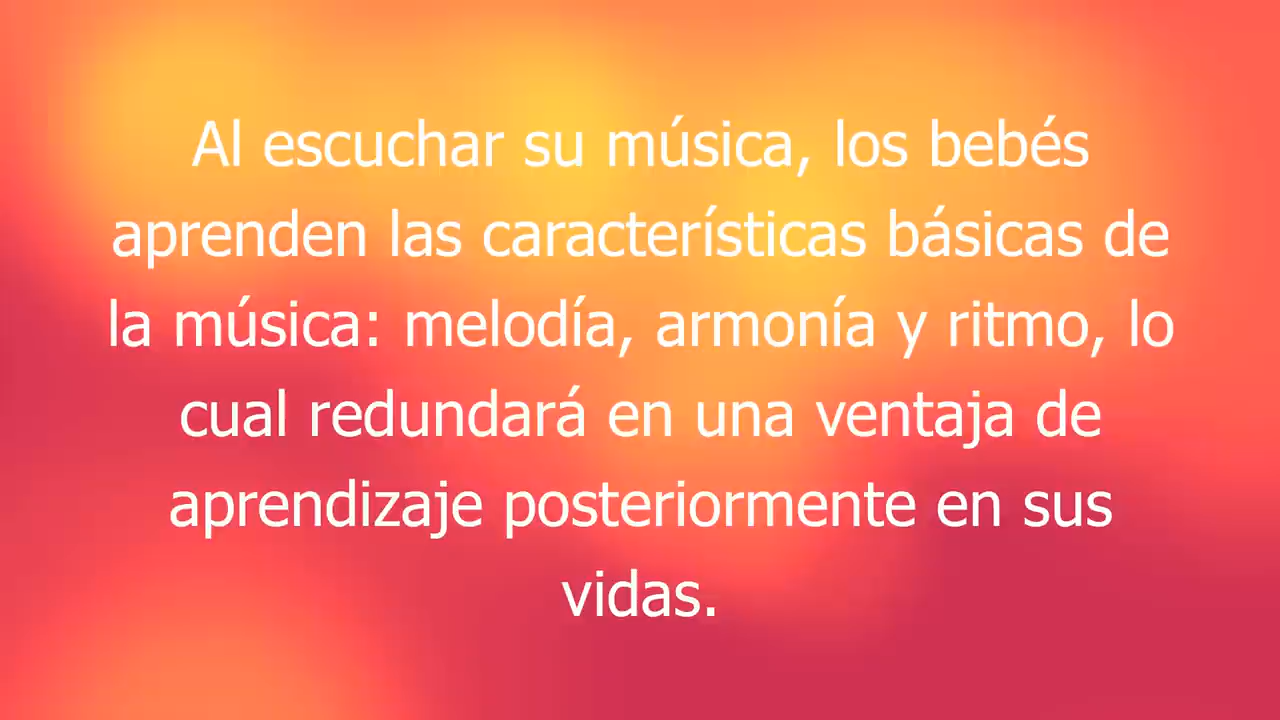 Al escuchar su música, los bebés
aprenden las características básicas de
la música: melodía, armonía y ritmo, lo
cual redundará en una ventaja de
aprendizaje posteriormente en sus
vidas.